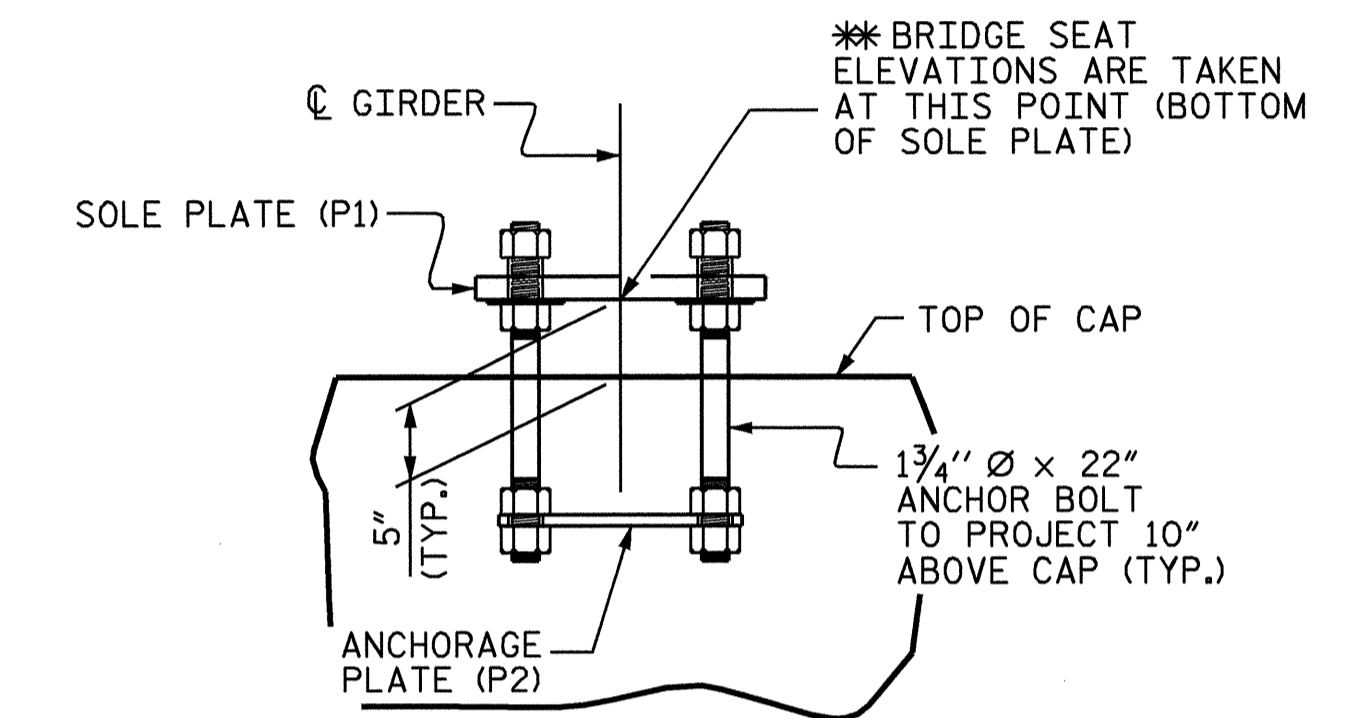 ** BRIDGE SEAT
ELEVATIONS ARE TAKEN
AT THIS POINT (BOTTOM
OF SOLE PLATE)
℄ GIRDER
SOLE PLATE (P1)
TOP OF CAP
1¾" Ø x 22"
ANCHOR BOLT
TO PROJECT 10"
ABOVE CAP (TYP.)
5"
(TYP.)
ANCHORAGE
PLATE (P2)